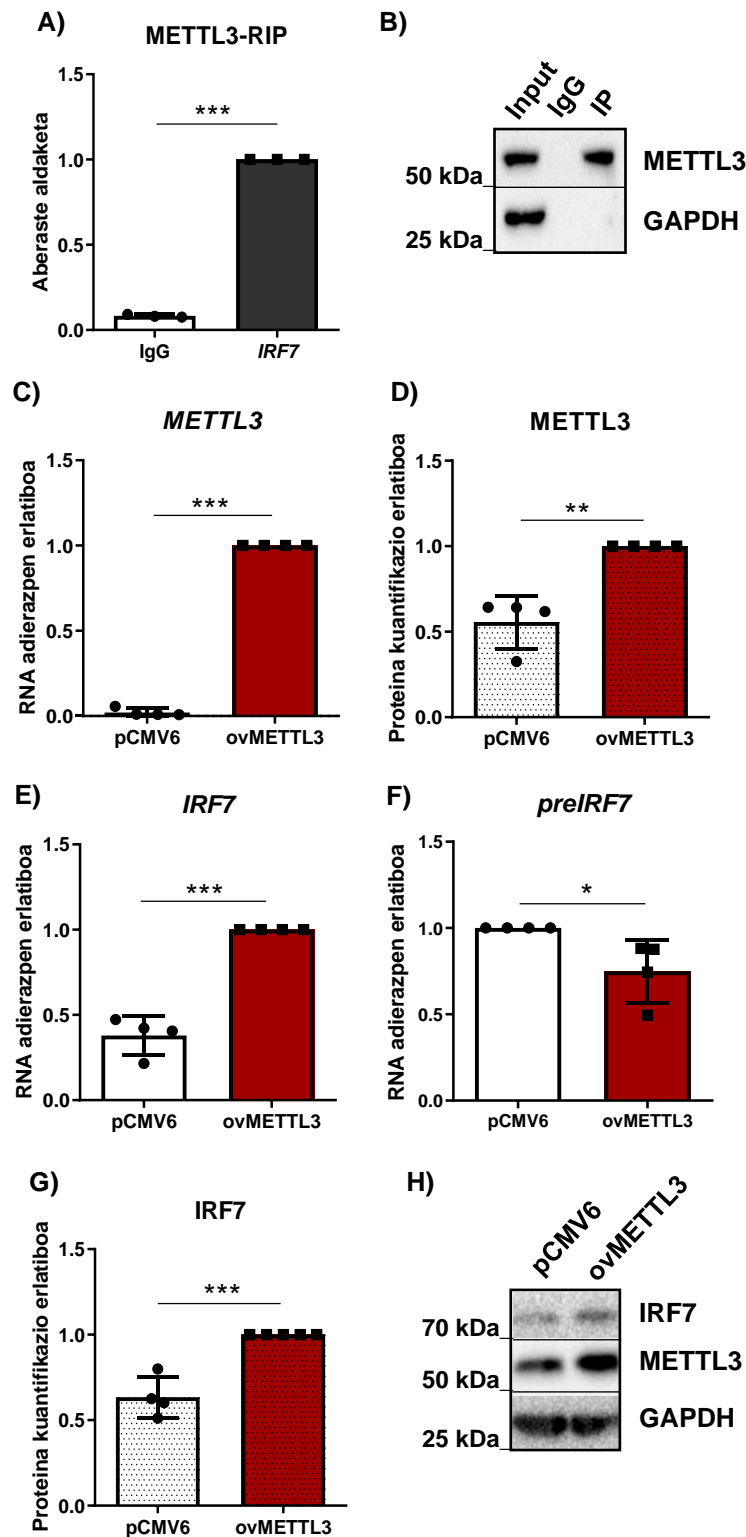 A)
METTL3-RIP
Aberaste aldaketa
1.5
1.0
0.5
0.0
***
IgG
IRF7
B)
Input
IgG
IP
50 kDa_
METTL3
25 kDa_
GAPDH
C)
METTL3
RNA adierazpen erlatiboa
1.5
1.0
0.5
0.0
***
pCMV6
ovMETTL3
D)
METTL3
Proteina kuantifikazio erlatiboa
1.5
1.0
0.5
0.0
**
pCMV6
ovMETTL3
E)
IRF7
RNA adierazpen erlatiboa
1.5
1.0
0.5
0.0
***
pCMV6
ovMETTL3
F)
preIRF7
RNA adierazpen erlatiboa
1.5
1.0
0.5
0.0
*
pCMV6
ovMETTL3
G)
IRF7
Proteina kuantifikazio erlatiboa
1.5
1.0
0.5
0.0
***
pCMV6
ovMETTL3
H)
pCMV6
ovMETTL3
IRF7
70 kDa_
METTL3
50 kDa_
GAPDH
25 kDa_